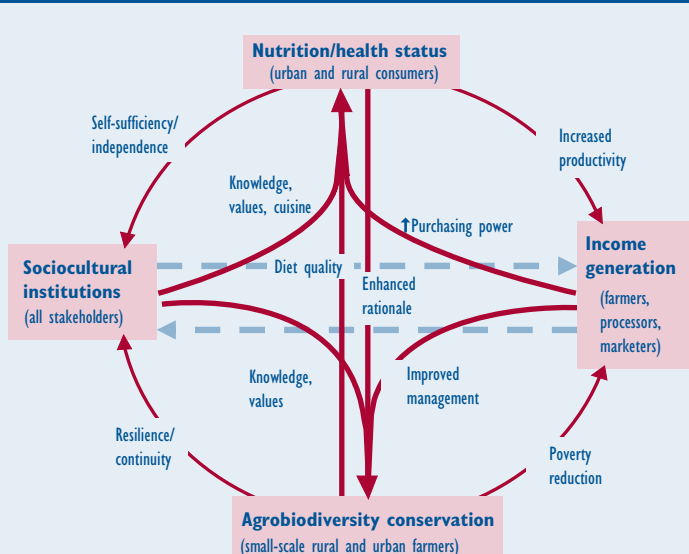 Nutrition/health status
(urban and rural consumers)
Self-sufficiency/
independence
Increased
productivity
Knowledge,
values, cuisine
↑Purchasing power
Sociocultural
institutions
(all stakeholders)
Diet quality
Enhanced
rationale
Income
generation
(farmers,
processors,
marketers)
Knowledge,
values
Improved
management
Resilience/
continuity
Poverty
reduction
Agrobiodiversity conservation
(small-scale rural and urban farmers)